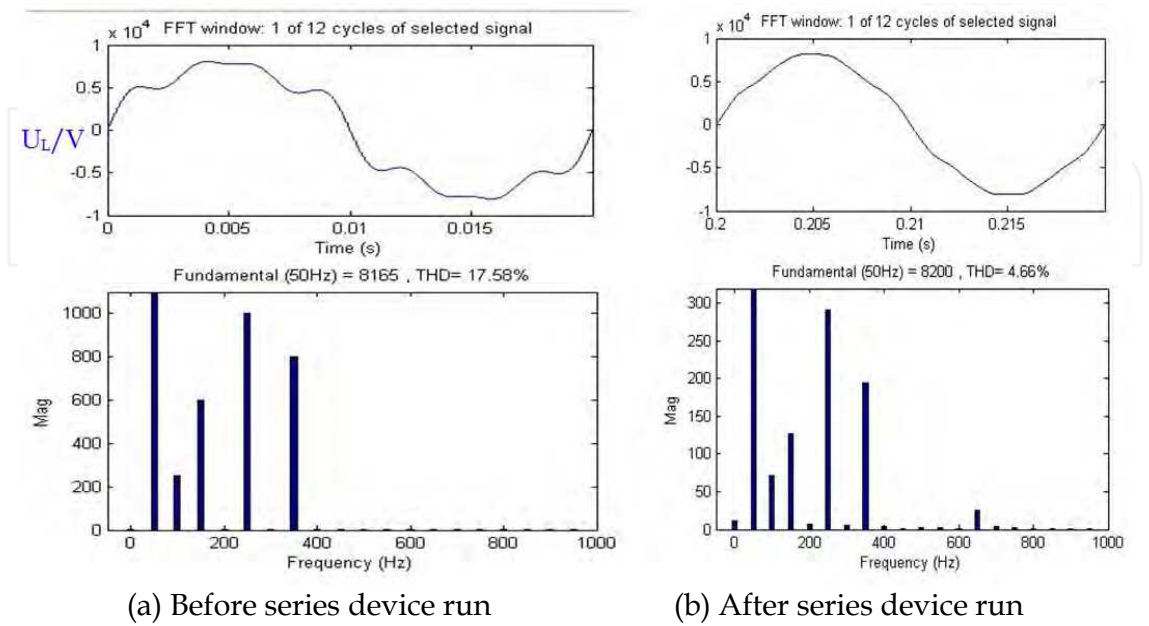 × 10⁴ FFT window: 1 of 12 cycles of selected signal
1
0.5
0
-0.5
-1
U_L/V
0 0.005 0.01 0.015
Time (s)
Fundamental (50Hz) = 8165 , THD= 17.58%
1000
800
600
400
200
0
Mag
0 200 400 600 800 1000
Frequency (Hz)
(a) Before series device run
× 10⁴ FFT window: 1 of 12 cycles of selected signal
1
0.5
0
-0.5
-1
0.2 0.205 0.21 0.215
Time (s)
Fundamental (50Hz) = 8200 , THD= 4.66%
300
250
200
150
100
50
0
Mag
0 200 400 600 800 1000
Frequency (Hz)
(b) After series device run